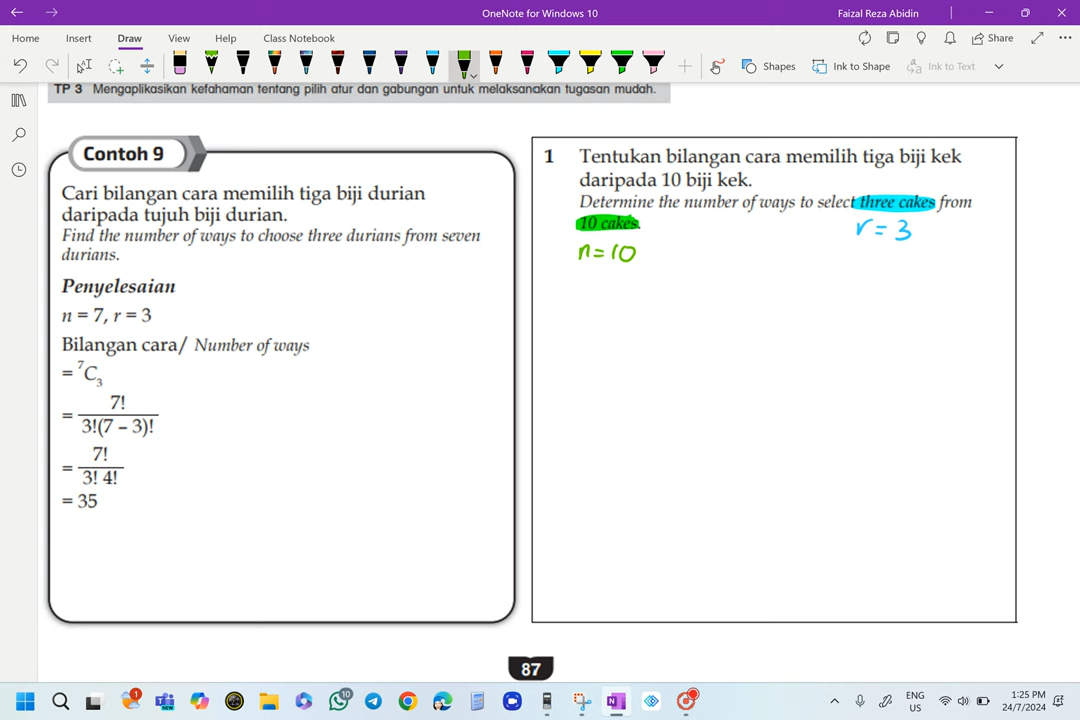 OneNote for Windows 10
Faizal Reza Abidin
Home Insert Draw View Help Class Notebook
Share
Shapes Ink to Shape Ink to Text
TP 3 Mengaplikasikan kefahaman tentang pilih atur dan gabungan untuk melaksanakan tugasan mudah.
Contoh 9
Cari bilangan cara memilih tiga biji durian
daripada tujuh biji durian.
Find the number of ways to choose three durians from seven
durians.
Penyelesaian
n = 7, r = 3
Bilangan cara/ Number of ways
= ⁷C₃
= 7!
3!(7 – 3)!
= 7!
3! 4!
= 35
1 Tentukan bilangan cara memilih tiga biji kek
daripada 10 biji kek.
Determine the number of ways to select three cakes from
10 cakes.
r = 3
n = 10
87
1
NEW
10
ENG
US
1:25 PM
24/7/2024